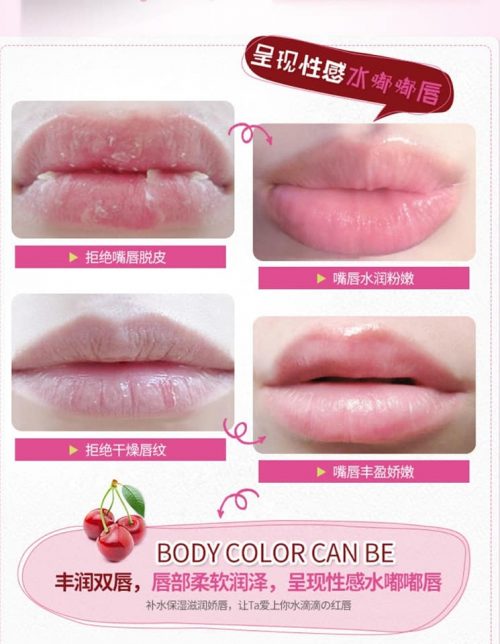 呈现性感水嘟嘟唇
拒绝嘴唇脱皮
嘴唇水润粉嫩
拒绝干燥唇纹
嘴唇丰盈娇嫩
BODY COLOR CAN BE
丰润双唇，唇部柔软润泽，呈现性感水嘟嘟唇
补水保湿滋润娇唇，让Ta爱上你水滴滴の红唇